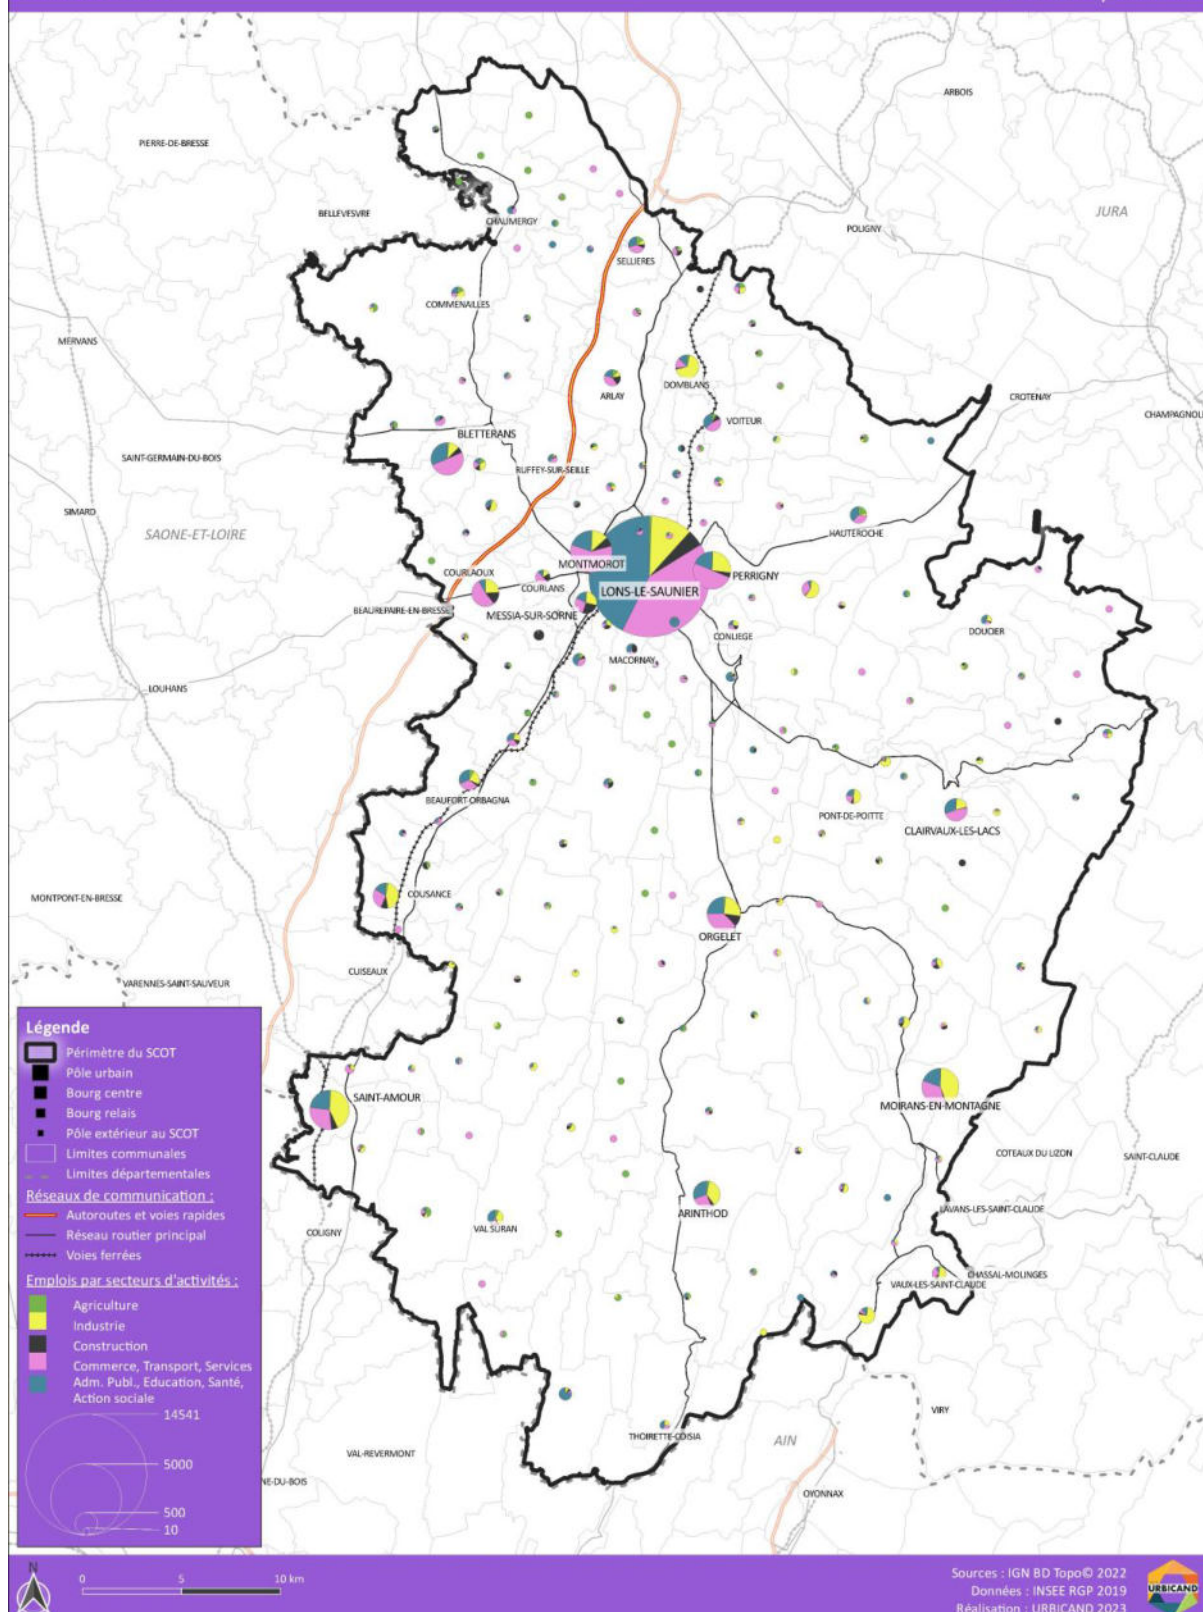 ARBOIS
PIERRE-DE-BRESSE
BELLEVESVRE
JURA
CHAUMERGY
POLIGNY
SELLIERES
COMMENAILLES
MERVANS
DOMBLANS
ARLAY
CROTENAY
CHAMPAGNOL
VOITEUR
BLETTERANS
SAINT-GERMAIN-DU-BOIS
RUFFEY-SUR-SEILLE
SIMARD
SAONE-ET-LOIRE
HAUTEROCHE
MONTMOROT
COURLAOUX
PERRIGNY
COURLANS
LONS-LE-SAUNIER
BEAUREPAIRE-EN-BRESSE
MESSIA-SUR-SORNE
DOUCIER
CONLIEGE
MACORNAY
LOUHANS
BEAUFORT-ORBAGNA
PONT-DE-POITTE
CLAIRVAUX-LES-LACS
COUSANCE
MONTPONT-EN-BRESSE
ORGELET
CUISEAUX
VARENNES-SAINT-SAUVEUR
SAINT-AMOUR
MOIRANS-EN-MONTAGNE
COTEAUX DU LIZON
SAINT-CLAUDE
ARINTHOD
LAVANS-LES-SAINT-CLAUDE
VAL SURAN
COLIGNY
CHASSAL-MOLINGES
VAUX-LES-SAINT-CLAUDE
VIRY
THOIRETTE-COISIA
AIN
VAL-REVERMONT
NE-DU-BOIS
OYONNAX
Légende
Périmètre du SCOT
Pôle urbain
Bourg centre
Bourg relais
Pôle extérieur au SCOT
Limites communales
Limites départementales
Réseaux de communication :
Autoroutes et voies rapides
Réseau routier principal
Voies ferrées
Emplois par secteurs d'activités :
Agriculture
Industrie
Construction
Commerce, Transport, Services
Adm. Publ., Education, Santé,
Action sociale
14541
5000
500
10
N
0 5 10 km
Sources : IGN BD Topo© 2022
Données : INSEE RGP 2019
Réalisation : URBICAND 2023
URBICAND